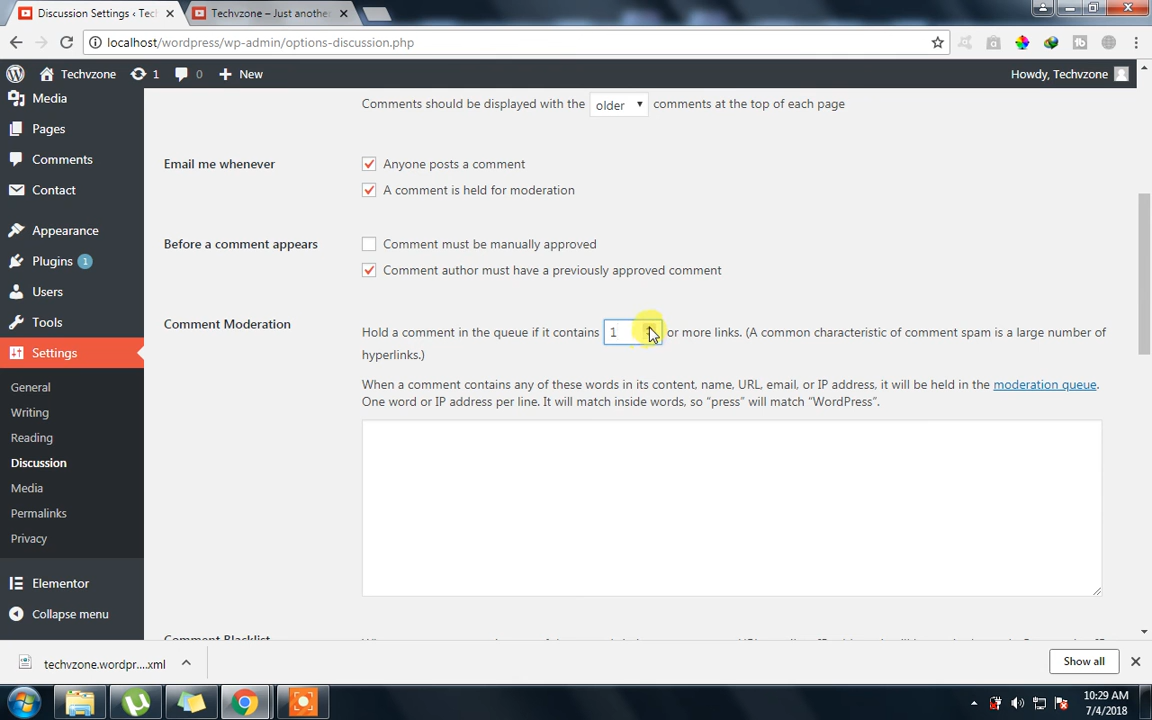 Discussion Settings ‹ Tec
Techvzone – Just anothe
localhost/wordpress/wp-admin/options-discussion.php
Techvzone
1
0
New
Howdy, Techvzone
Media
Pages
Comments
Contact
Appearance
Plugins 1
Users
Tools
Settings
General
Writing
Reading
Discussion
Media
Permalinks
Privacy
Elementor
Collapse menu
Comments should be displayed with the older comments at the top of each page
Email me whenever
Anyone posts a comment
A comment is held for moderation
Before a comment appears
Comment must be manually approved
Comment author must have a previously approved comment
Comment Moderation
Hold a comment in the queue if it contains 1 or more links. (A common characteristic of comment spam is a large number of
hyperlinks.)
When a comment contains any of these words in its content, name, URL, email, or IP address, it will be held in the moderation queue.
One word or IP address per line. It will match inside words, so “press” will match “WordPress”.
Comment Blacklist
techvzone.wordpr....xml
Show all
10:29 AM
7/4/2018